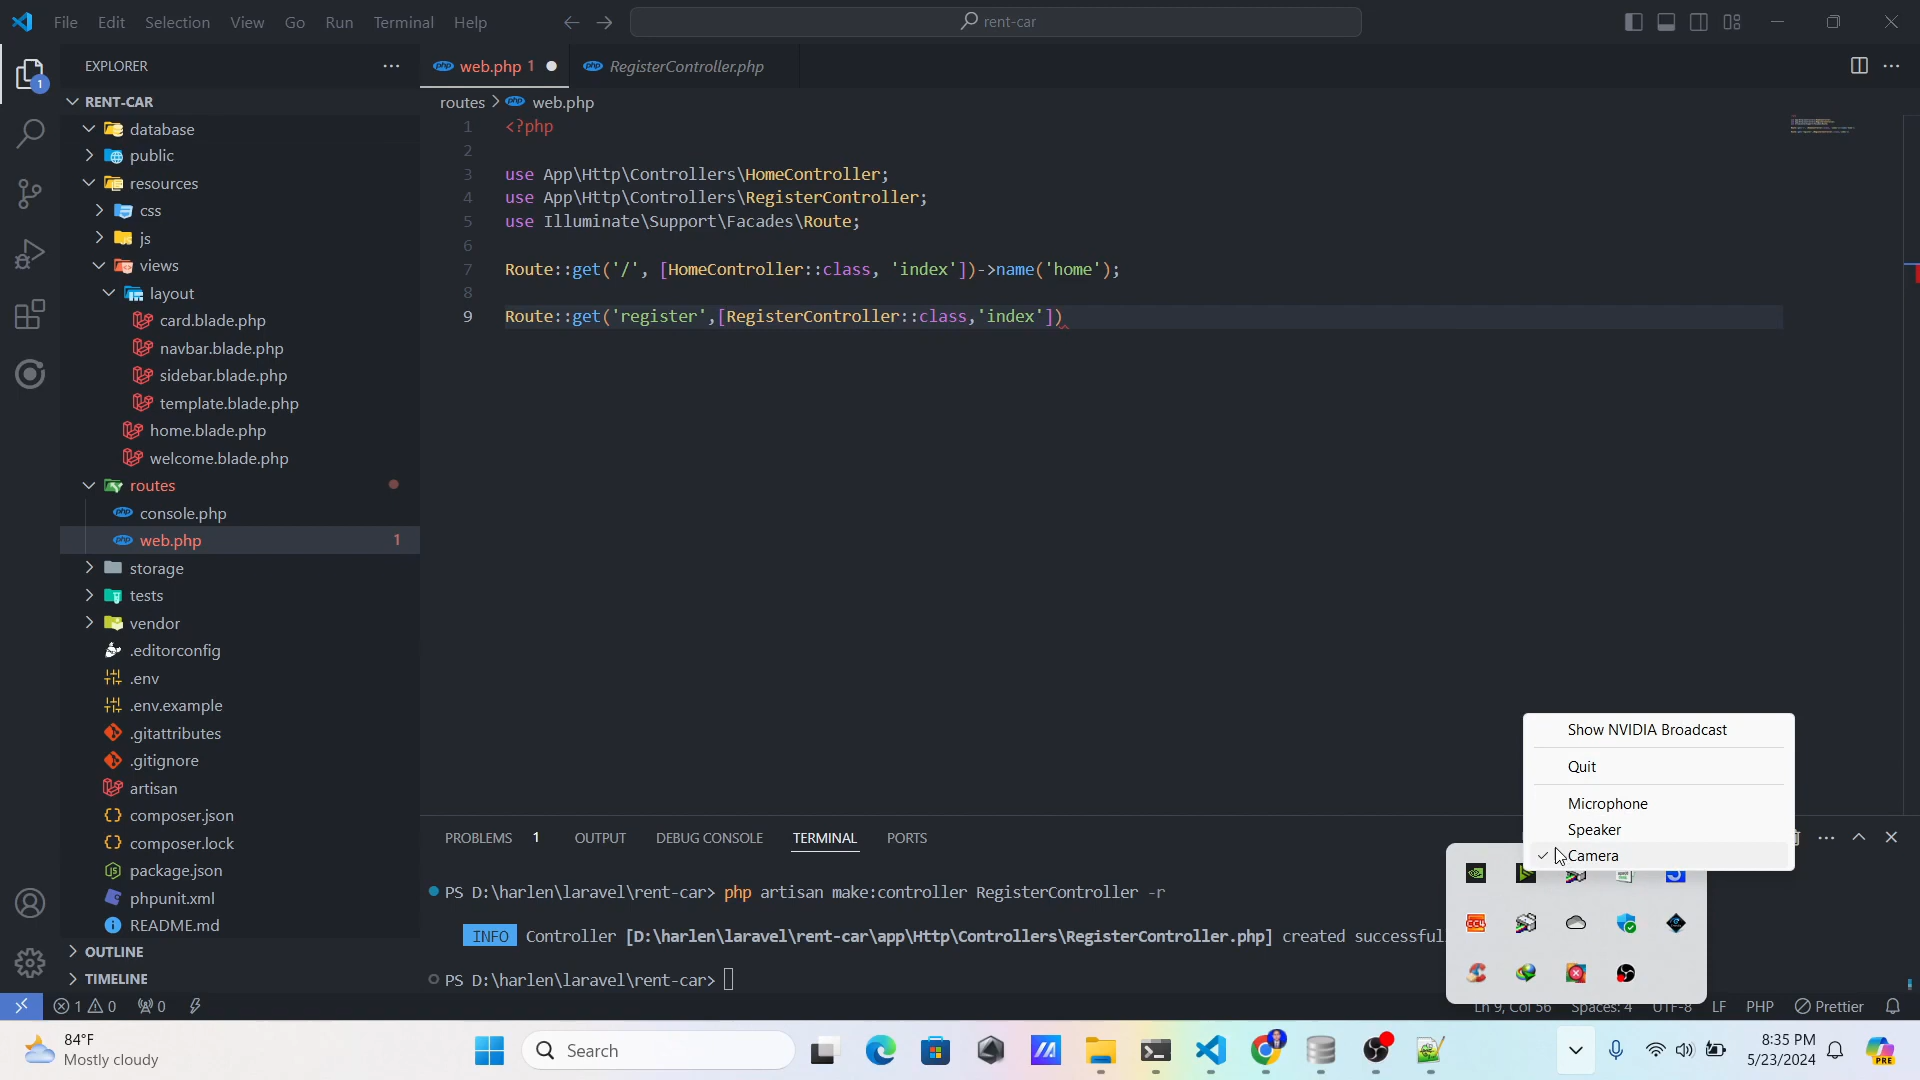 File Edit Selection View Go Run Terminal Help
rent-car
EXPLORER
web.php 1
RegisterController.php
RENT-CAR
routes > web.php
database
public
resources
css
js
views
layout
card.blade.php
navbar.blade.php
sidebar.blade.php
template.blade.php
home.blade.php
welcome.blade.php
routes
console.php
web.php 1
storage
tests
vendor
.editorconfig
.env
.env.example
.gitattributes
.gitignore
artisan
composer.json
composer.lock
package.json
phpunit.xml
README.md
OUTLINE
TIMELINE
1 <?php
2
3 use App\Http\Controllers\HomeController;
4 use App\Http\Controllers\RegisterController;
5 use Illuminate\Support\Facades\Route;
6
7 Route::get('/', [HomeController::class, 'index'])->name('home');
8
9 Route::get('register',[RegisterController::class,'index'])
Show NVIDIA Broadcast
Quit
Microphone
Speaker
Camera
PROBLEMS 1 OUTPUT DEBUG CONSOLE TERMINAL PORTS
PS D:\harlen\laravel\rent-car> php artisan make:controller RegisterController -r
INFO Controller [D:\harlen\laravel\rent-car\app\Http\Controllers\RegisterController.php] created successful
PS D:\harlen\laravel\rent-car>
1 0 0
Ln 9, Col 56 Spaces: 4 UTF-8 LF PHP Prettier
84°F
Mostly cloudy
Search
8:35 PM
5/23/2024
PRE